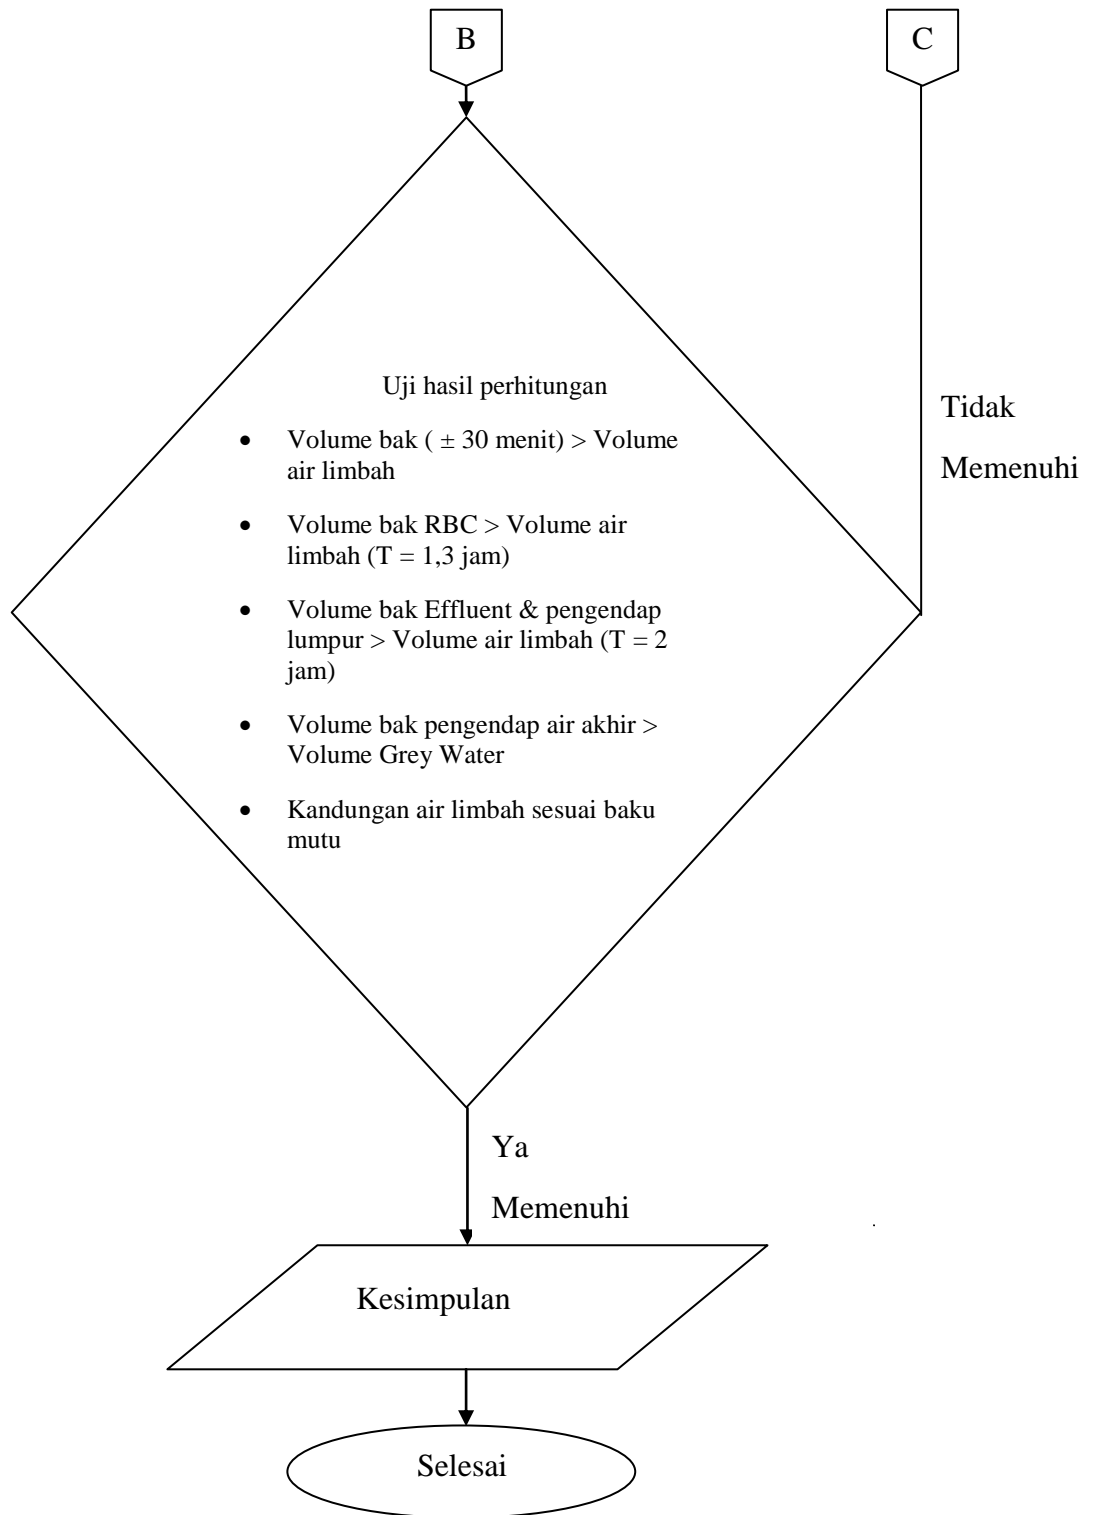 B
C
Uji hasil perhitungan
• Volume bak ( ± 30 menit) > Volume
air limbah
• Volume bak RBC > Volume air
limbah (T = 1,3 jam)
• Volume bak Effluent & pengendap
lumpur > Volume air limbah (T = 2
jam)
• Volume bak pengendap air akhir >
Volume Grey Water
• Kandungan air limbah sesuai baku
mutu
Tidak
Memenuhi
Ya
Memenuhi
Kesimpulan
Selesai